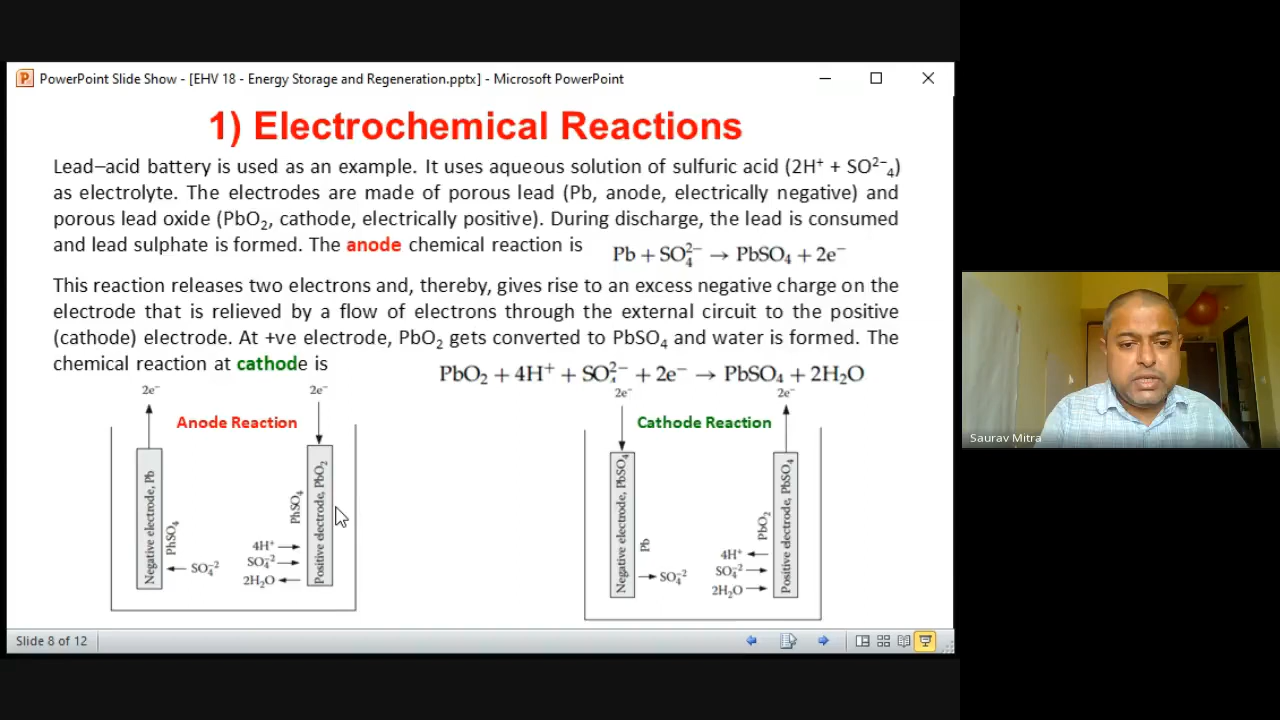 PowerPoint Slide Show - [EHV 18 - Energy Storage and Regeneration.pptx] - Microsoft PowerPoint
1) Electrochemical Reactions
Lead–acid battery is used as an example. It uses aqueous solution of sulfuric acid (2H⁺ + SO²⁻₄)
as electrolyte. The electrodes are made of porous lead (Pb, anode, electrically negative) and
porous lead oxide (PbO₂, cathode, electrically positive). During discharge, the lead is consumed
and lead sulphate is formed. The anode chemical reaction is
Pb + SO₄²⁻ → PbSO₄ + 2e⁻
This reaction releases two electrons and, thereby, gives rise to an excess negative charge on the
electrode that is relieved by a flow of electrons through the external circuit to the positive
(cathode) electrode. At +ve electrode, PbO₂ gets converted to PbSO₄ and water is formed. The
chemical reaction at cathode is
PbO₂ + 4H⁺ + SO₄²⁻ + 2e⁻ → PbSO₄ + 2H₂O
2e⁻
2e⁻
Anode Reaction
Negative electrode, Pb
PhSO₄
SO₄⁻²
PhSO₄
4H⁺
SO₄⁻²
2H₂O
Positive electrode, PbO₂
2e⁻
2e⁻
Cathode Reaction
Negative electrode, PbSO₄
Pb
SO₄⁻²
PbO₂
4H⁺
SO₄⁻²
2H₂O
Positive electrode, PbSO₄
Saurav Mitra
Slide 8 of 12